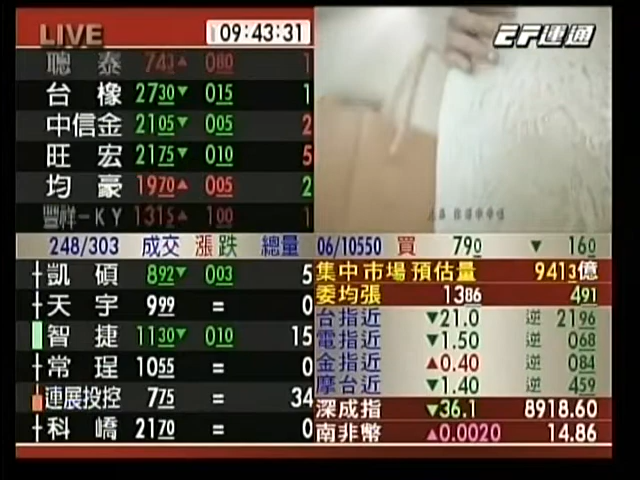 LIVE 09:43:31
EF運通
聰泰 743▲ 080 1
台橡 2730▼ 015 1
中信金 2105▼ 005 2
旺宏 2175▼ 010 5
均豪 1970▲ 005 2
豐祥-KY 1315▲ 100 1
248/303 成交 漲跌 總量
06/10550 買 790 ▼ 160
凱碩 892▼ 003 5
天宇 999 = 0
智捷 1130▼ 010 15
常珵 1055 = 0
連展投控 775 = 34
科嶠 2170 = 0
集中市場預估量 9413億
委均張 1386 491
台指近 ▼21.0 逆 2196
電指近 ▼1.50 逆 068
金指近 ▲0.40 逆 084
摩台近 ▼1.40 逆 459
深成指 ▼36.1 8918.60
南非幣 ▲0.0020 14.86